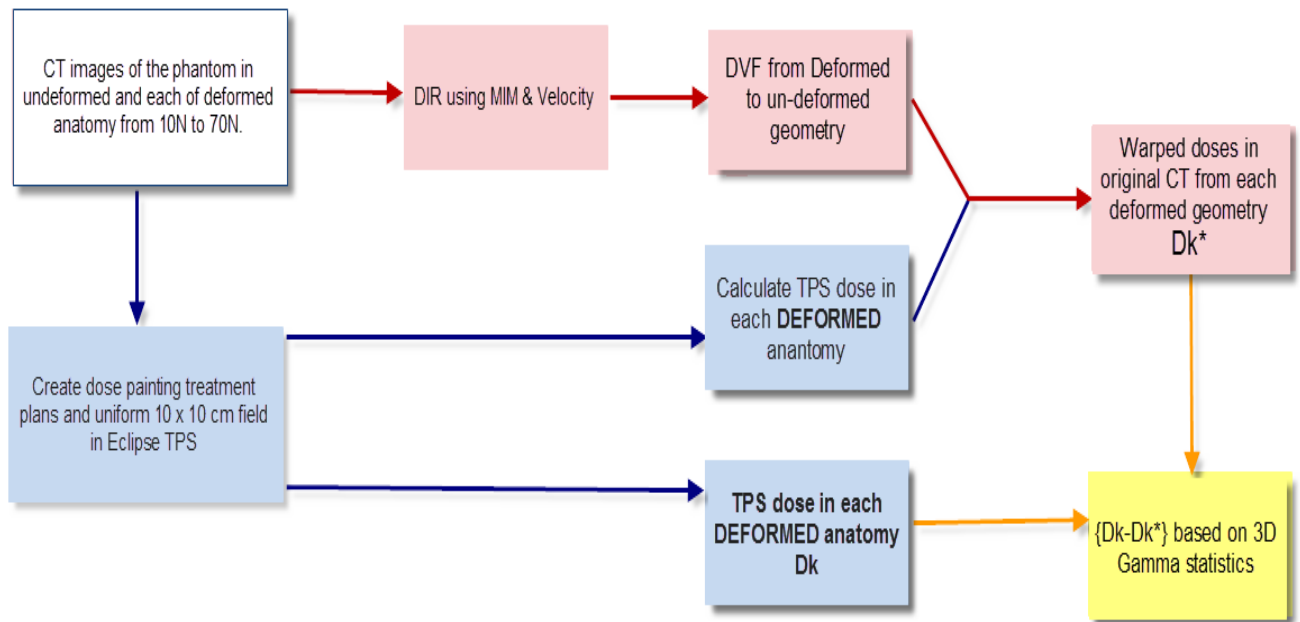 CT images of the phantom in
undeformed and each of deformed
anatomy from 10N to 70N.
DIR using MIM & Velocity
DVF from Deformed
to un-deformed
geometry
Warped doses in
original CT from each
deformed geometry
Dk*
Calculate TPS dose in
each DEFORMED
anantomy
Create dose painting treatment
plans and uniform 10 x 10 cm field
in Eclipse TPS
TPS dose in each
DEFORMED anatomy
Dk
{Dk-Dk*} based on 3D
Gamma statistics